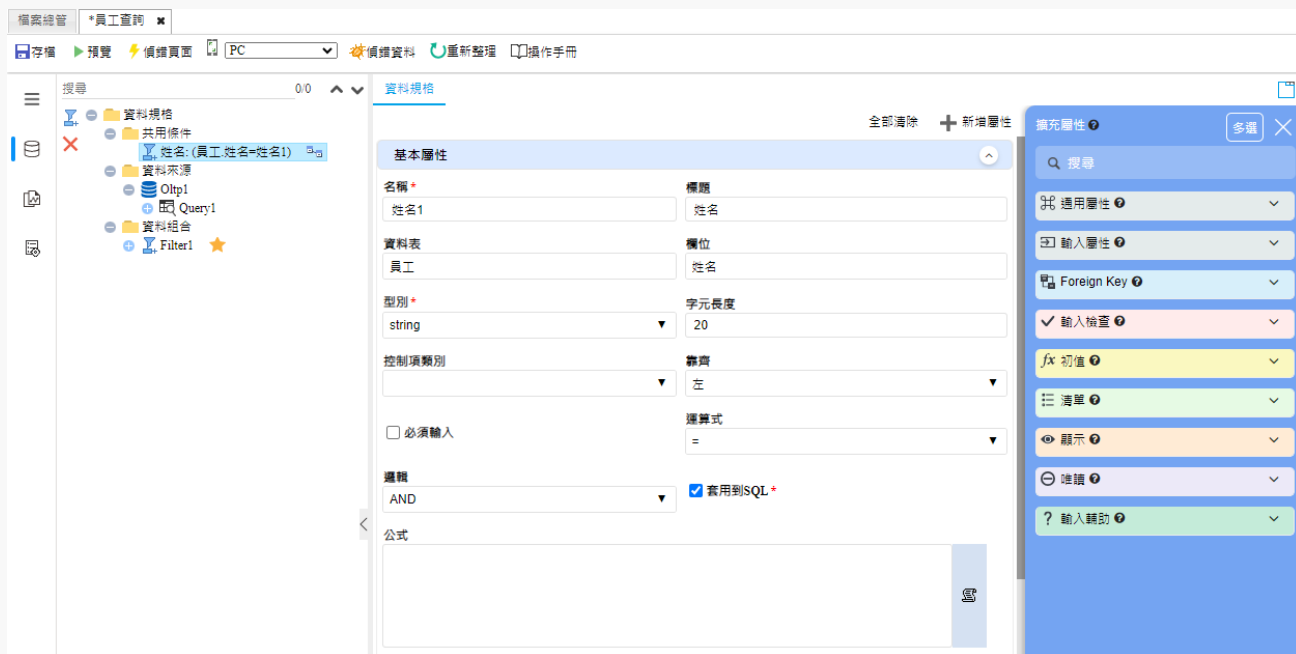 檔案總管 *員工查詢
存檔 預覽 偵錯頁面 PC 偵錯資料 重新整理 操作手冊
搜尋 0/0
資料規格
共用條件
姓名: (員工.姓名=姓名1)
資料來源
Oltp1
Query1
資料組合
Filter1
資料規格
全部清除 新增屬性
基本屬性
名稱* 標題
姓名1 姓名
資料表 欄位
員工 姓名
型別* 字元長度
string 20
控制項類別 靠齊
左
必須輸入 運算式
=
邏輯
AND 套用到SQL *
公式
擴充屬性 多選
搜尋
通用屬性
輸入屬性
Foreign Key
輸入檢查
fx 初值
清單
顯示
唯讀
? 輸入輔助